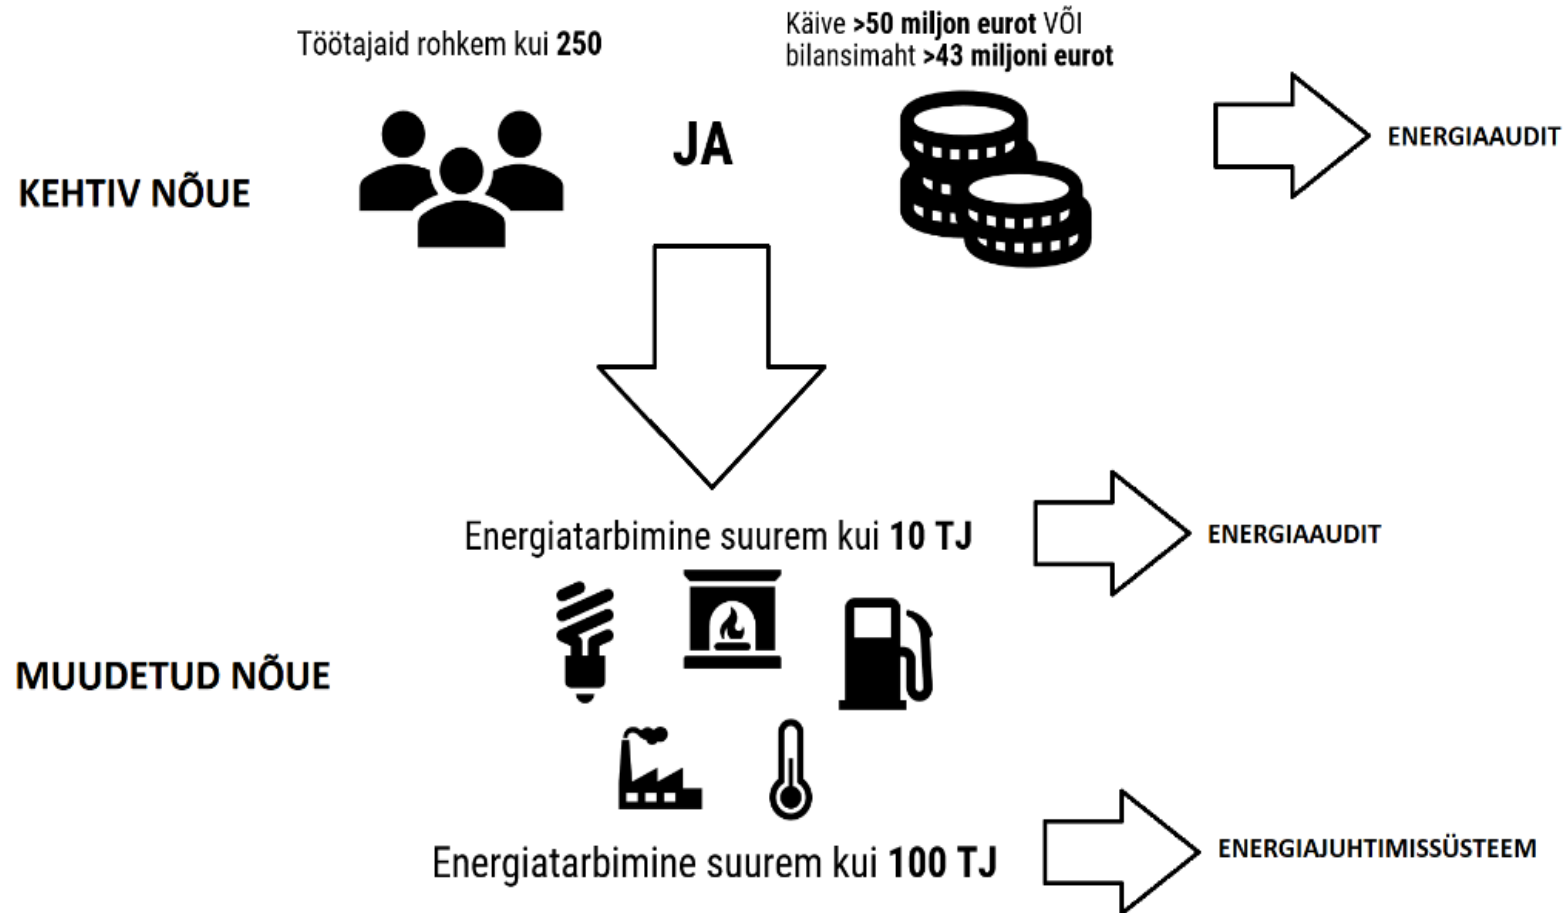 Töötajaid rohkem kui 250
Käive >50 miljon eurot VÕI
bilansimaht >43 miljoni eurot
JA
ENERGIAAUDIT
KEHTIV NÕUE
Energiatarbimine suurem kui 10 TJ
ENERGIAAUDIT
MUUDETUD NÕUE
Energiatarbimine suurem kui 100 TJ
ENERGIAJUHTIMISSÜSTEEM